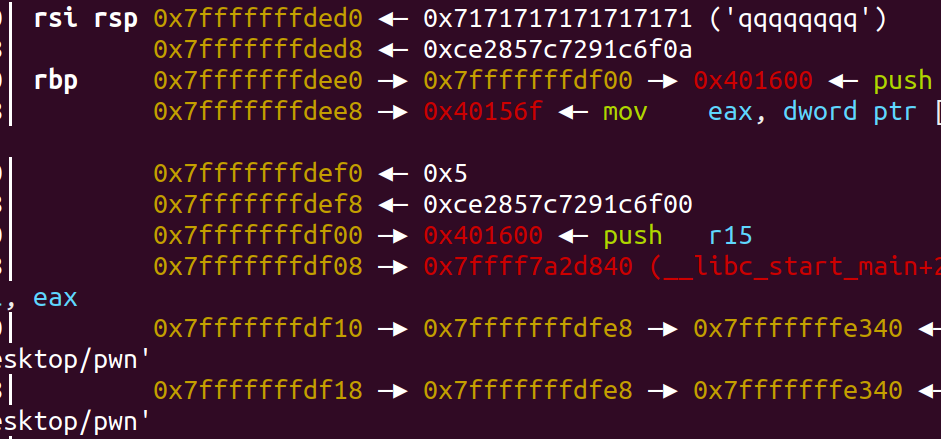 rsi rsp 0x7fffffffded0 ◂— 0x7171717171717171 ('qqqqqqqq')
0x7fffffffded8 ◂— 0xce2857c7291c6f0a
rbp 0x7fffffffdee0 —▸ 0x7fffffffdf00 —▸ 0x401600 ◂— push
0x7fffffffdee8 —▸ 0x40156f ◂— mov eax, dword ptr [
0x7fffffffdef0 ◂— 0x5
0x7fffffffdef8 ◂— 0xce2857c7291c6f00
0x7fffffffdf00 —▸ 0x401600 ◂— push r15
0x7fffffffdf08 —▸ 0x7ffff7a2d840 (__libc_start_main+2
, eax
0x7fffffffdf10 —▸ 0x7fffffffdfe8 —▸ 0x7fffffffe340 ◂—
esktop/pwn'
0x7fffffffdf18 —▸ 0x7fffffffdfe8 —▸ 0x7fffffffe340 ◂—
esktop/pwn'